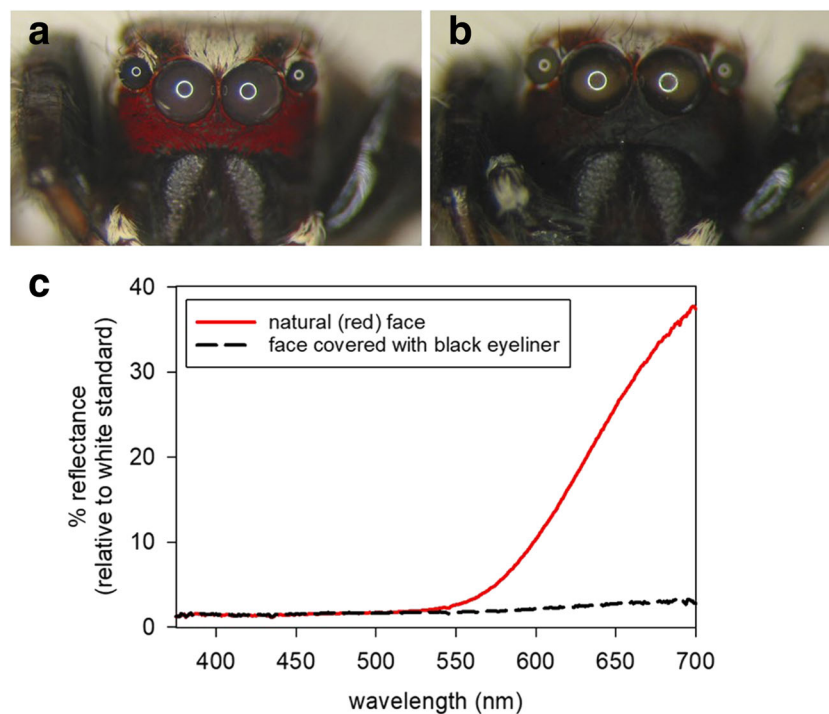 a
b
c
40
30
20
10
0
% reflectance
(relative to white standard)
natural (red) face
face covered with black eyeliner
400 450 500 550 600 650 700
wavelength (nm)